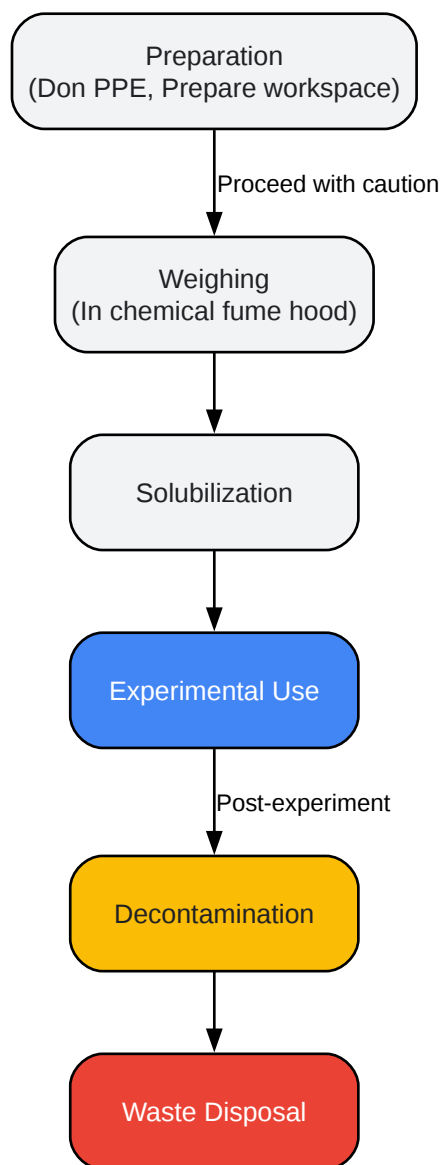 Preparation
(Don PPE, Prepare workspace)
Proceed with caution
Weighing
(In chemical fume hood)
Solubilization
Experimental Use
Post-experiment
Decontamination
Waste Disposal